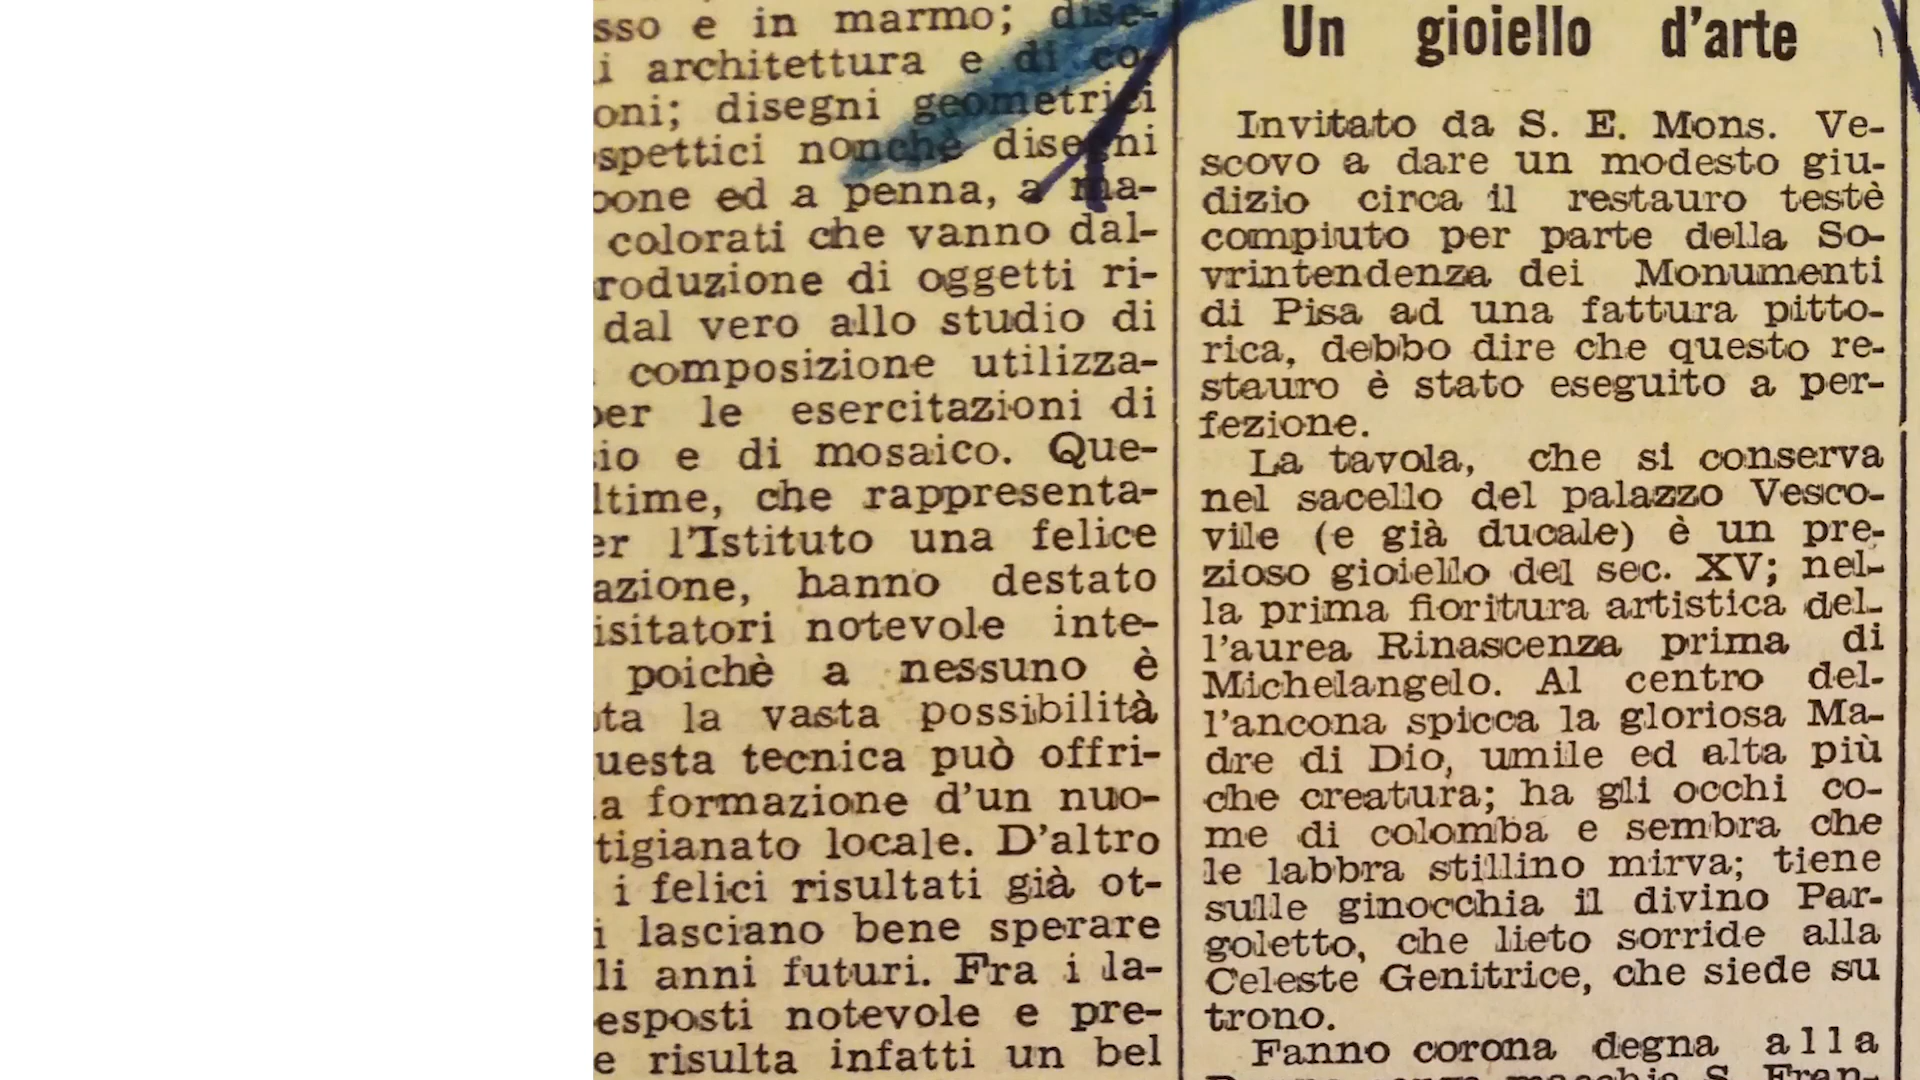 sso e in marmo; dise-
i architettura e di co-
oni; disegni geometrici
spettici nonchè disegni
bone ed a penna, a ma-
colorati che vanno dal-
roduzione di oggetti ri-
dal vero allo studio di
composizione utilizza-
per le esercitazioni di
io e di mosaico. Que-
ltime, che rappresenta-
er l'Istituto una felice
azione, hanno destato
isitatori notevole inte-
poichè a nessuno è
ta la vasta possibilità
uesta tecnica può offri-
a formazione d'un nuo-
tigianato locale. D'altro
i felici risultati già ot-
i lasciano bene sperare
li anni futuri. Fra i la-
esposti notevole e pre-
e risulta infatti un bel
Un gioiello d'arte
Invitato da S. E. Mons. Ve-
scovo a dare un modesto giu-
dizio circa il restauro testè
compiuto per parte della So-
vrintendenza dei Monumenti
di Pisa ad una fattura pitto-
rica, debbo dire che questo re-
stauro è stato eseguito a per-
fezione.
La tavola, che si conserva
nel sacello del palazzo Vesco-
vile (e già ducale) è un pre-
zioso gioiello del sec. XV; nel-
la prima fioritura artistica del-
l'aurea Rinascenza prima di
Michelangelo. Al centro del-
l'ancona spicca la gloriosa Ma-
dre di Dio, umile ed alta più
che creatura; ha gli occhi co-
me di colomba e sembra che
le labbra stillino mirva; tiene
sulle ginocchia il divino Par-
goletto, che lieto sorride alla
Celeste Genitrice, che siede su
trono.
Fanno corona degna alla
S. Fran-